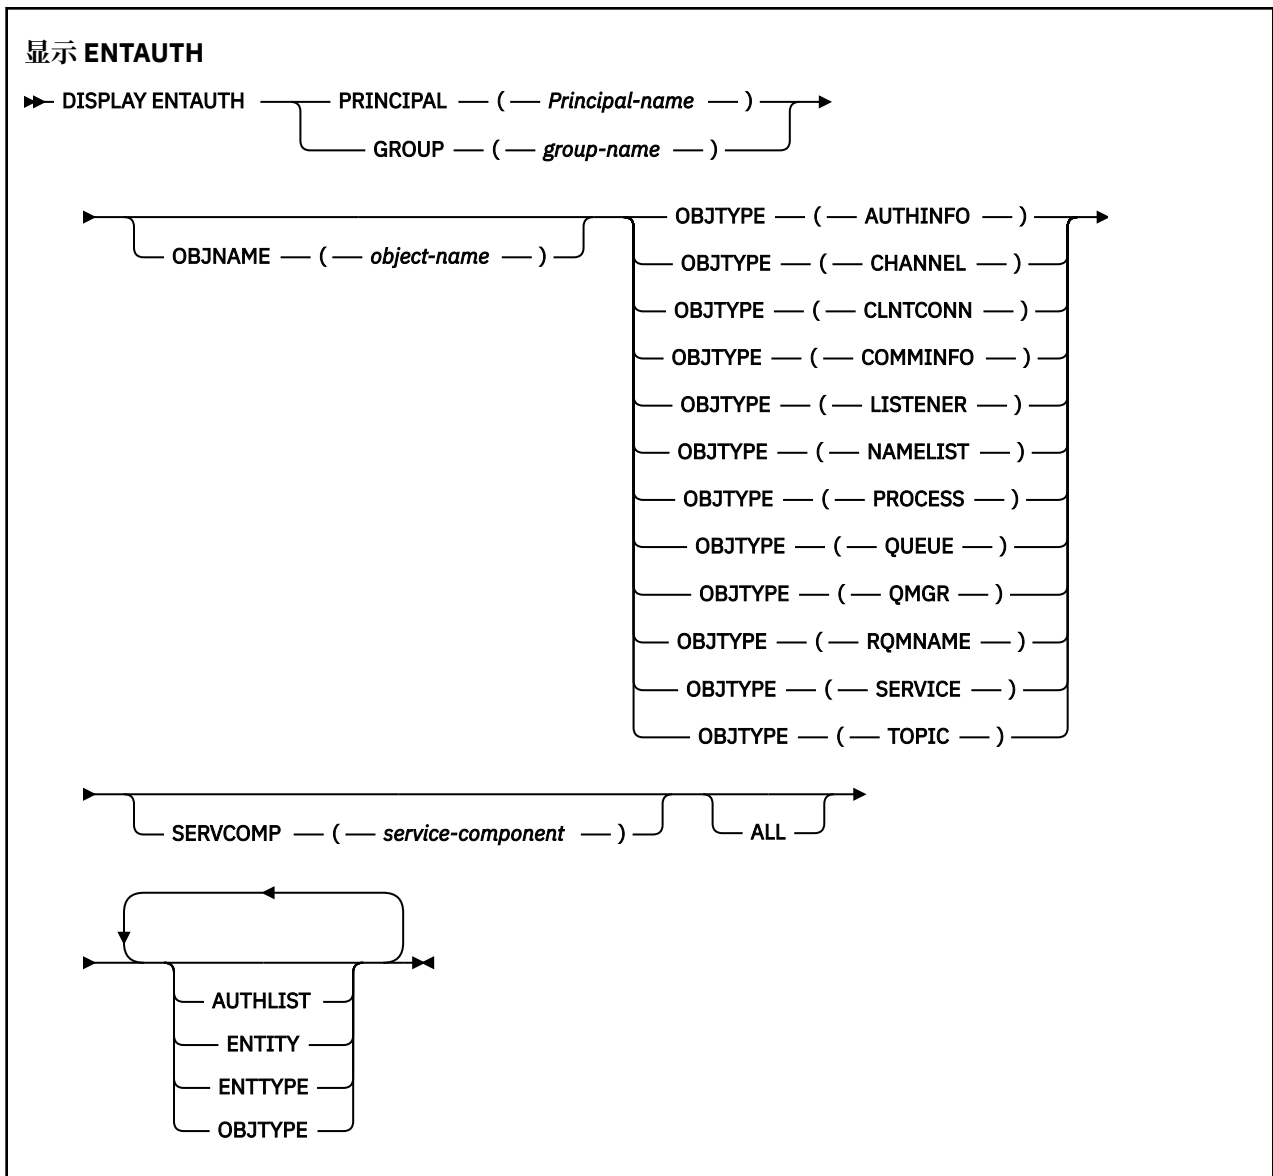 显示 ENTAUTH
DISPLAY ENTAUTH PRINCIPAL ( Principal-name )
GROUP ( group-name )
OBJNAME ( object-name )
OBJTYPE ( AUTHINFO )
OBJTYPE ( CHANNEL )
OBJTYPE ( CLNTCONN )
OBJTYPE ( COMMINFO )
OBJTYPE ( LISTENER )
OBJTYPE ( NAMELIST )
OBJTYPE ( PROCESS )
OBJTYPE ( QUEUE )
OBJTYPE ( QMGR )
OBJTYPE ( RQMNAME )
OBJTYPE ( SERVICE )
OBJTYPE ( TOPIC )
SERVCOMP ( service-component ) ALL
AUTHLIST
ENTITY
ENTTYPE
OBJTYPE